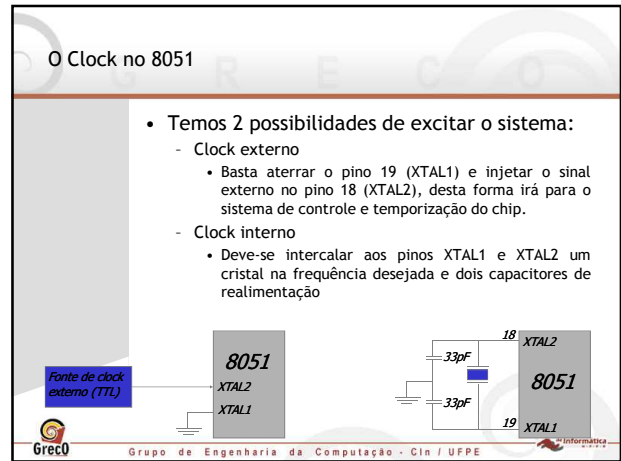 O Clock no 8051
G R E C O
• Temos 2 possibilidades de excitar o sistema:
– Clock externo
• Basta aterrar o pino 19 (XTAL1) e injetar o sinal
externo no pino 18 (XTAL2), desta forma irá para o
sistema de controle e temporização do chip.
– Clock interno
• Deve-se intercalar aos pinos XTAL1 e XTAL2 um
cristal na frequência desejada e dois capacitores de
realimentação
Fonte de clock
externo (TTL)
8051
XTAL2
XTAL1
18 XTAL2
33pF
8051
33pF
19 XTAL1
GrecO
Grupo de Engenharia da Computação - CIn / UFPE
Informática